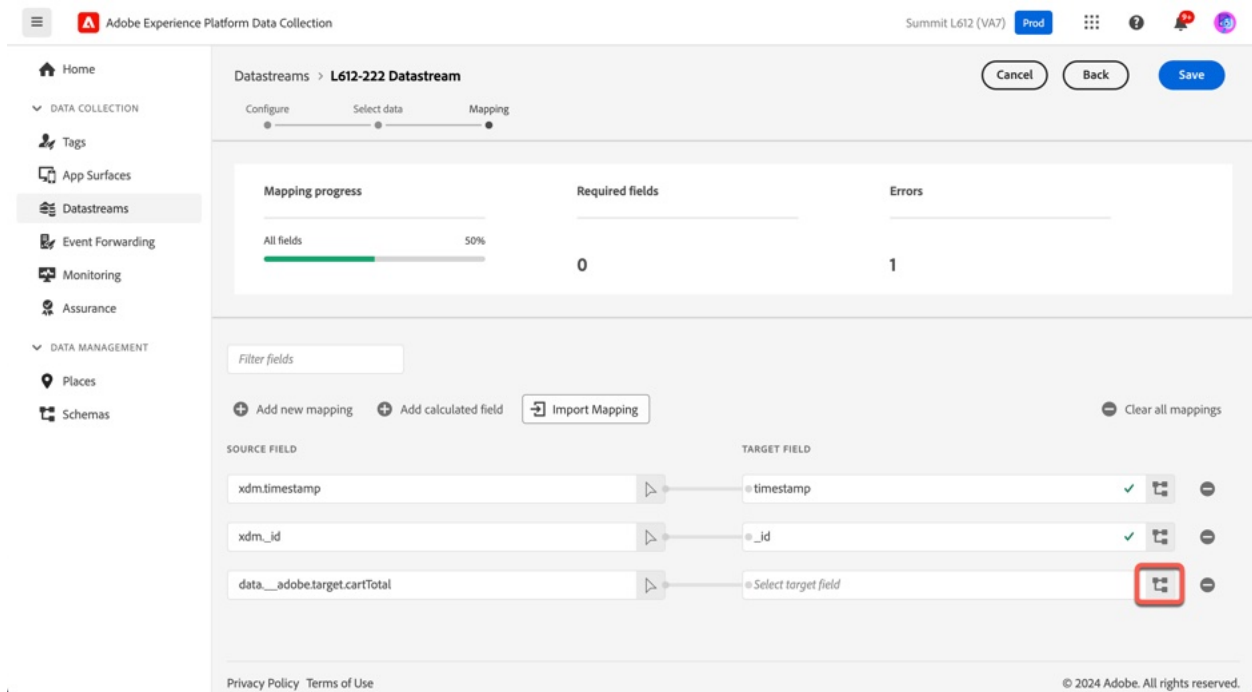 Adobe Experience Platform Data Collection
Summit L612 (VA7)
Prod
9+
Home
DATA COLLECTION
Tags
App Surfaces
Datastreams
Event Forwarding
Monitoring
Assurance
DATA MANAGEMENT
Places
Schemas
Datastreams > L612-222 Datastream
Cancel
Back
Save
Configure
Select data
Mapping
Mapping progress
Required fields
Errors
All fields
50%
0
1
Filter fields
Add new mapping
Add calculated field
Import Mapping
Clear all mappings
SOURCE FIELD
TARGET FIELD
xdm.timestamp
timestamp
xdm._id
_id
data.__adobe.target.cartTotal
Select target field
Privacy Policy Terms of Use
© 2024 Adobe. All rights reserved.